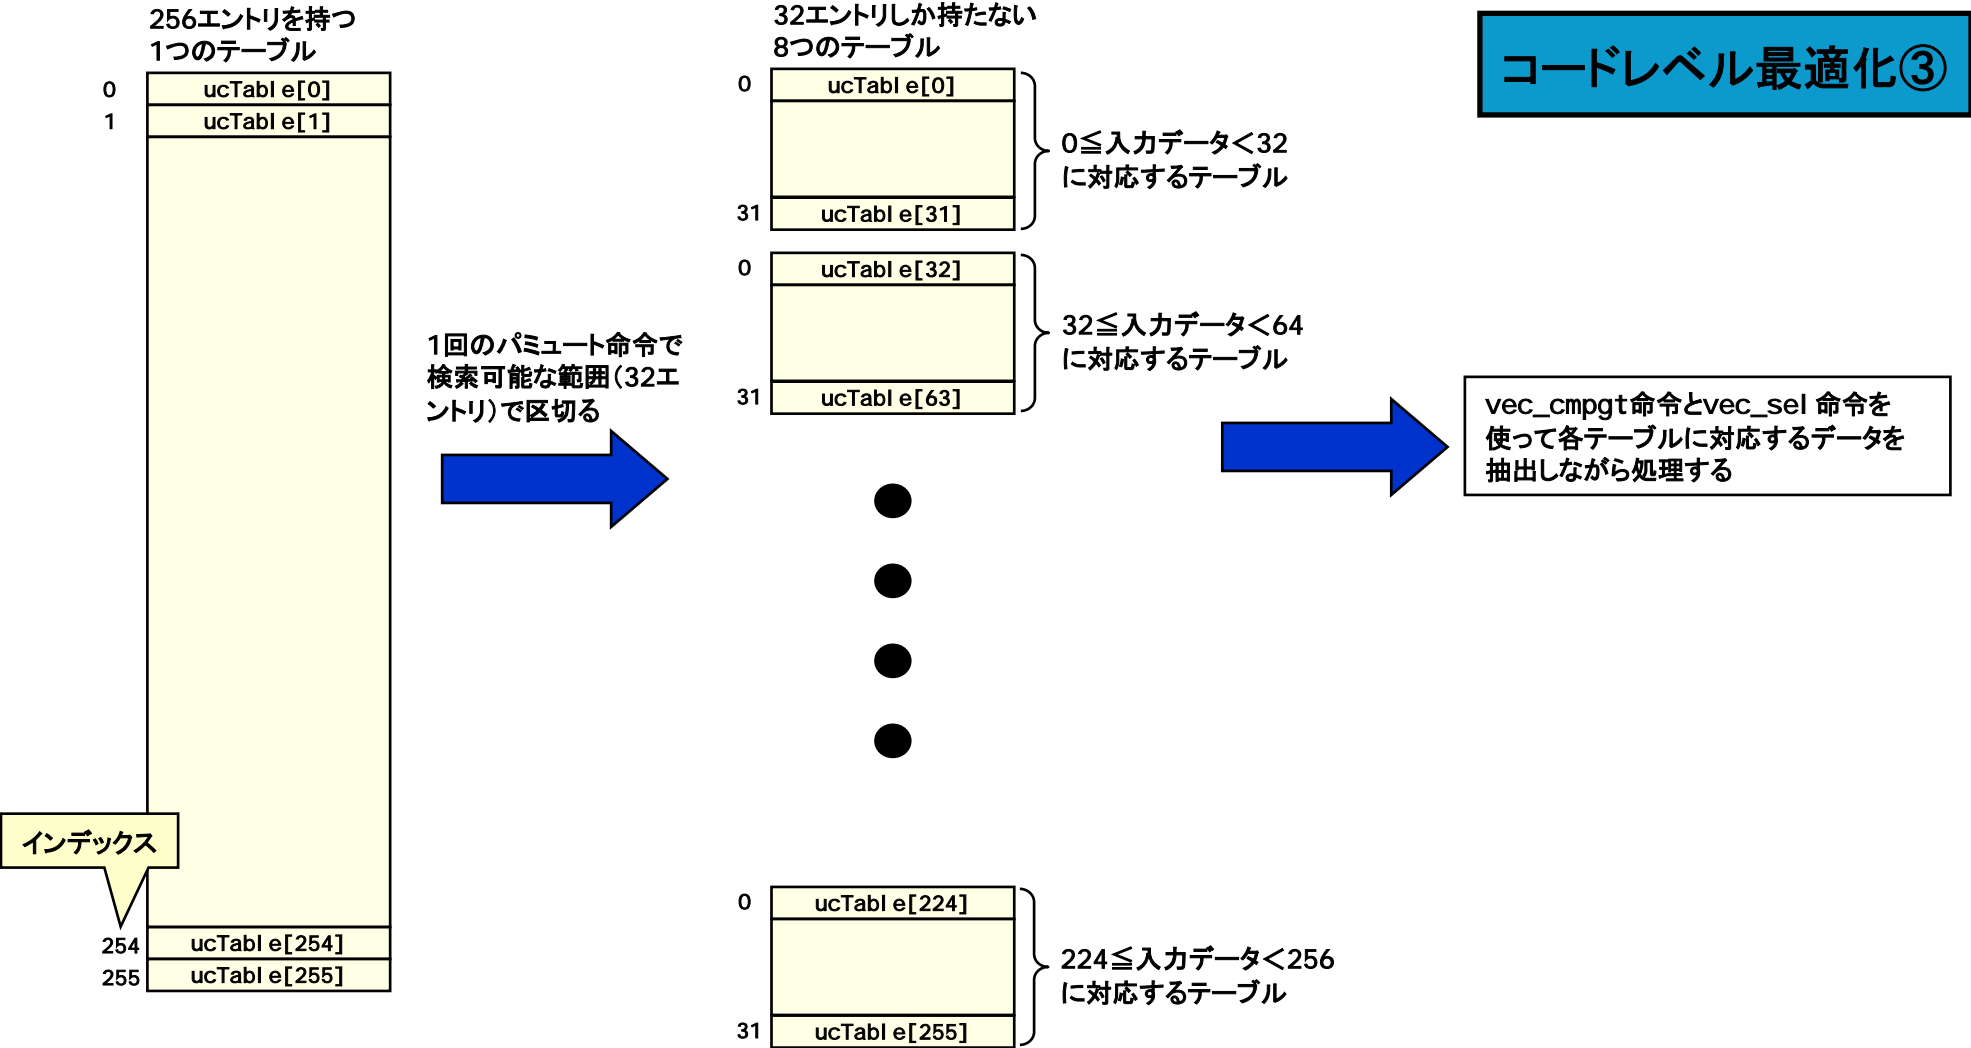 256エントリを持つ
1つのテーブル
0
ucTable[0]
1
ucTable[1]
インデックス
254
ucTable[254]
255
ucTable[255]
1回のパミュート命令で
検索可能な範囲(32エ
ントリ)で区切る
32エントリしか持たない
8つのテーブル
0
ucTable[0]
31
ucTable[31]
0≦入力データ<32
に対応するテーブル
0
ucTable[32]
31
ucTable[63]
32≦入力データ<64
に対応するテーブル
0
ucTable[224]
31
ucTable[255]
224≦入力データ<256
に対応するテーブル
コードレベル最適化③
vec_cmpgt命令とvec_sel命令を
使って各テーブルに対応するデータを
抽出しながら処理する